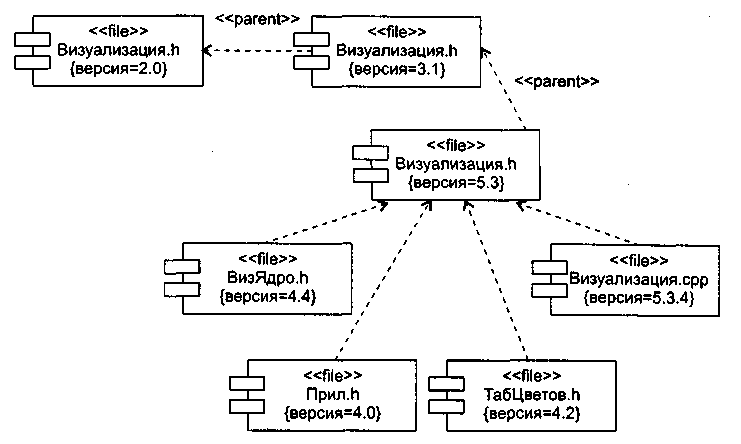 <<file>>
Визуализация.h
{версия=2.0}
<<parent>>
<<file>>
Визуализация.h
{версия=3.1}
<<parent>>
<<file>>
Визуализация.h
{версия=5.3}
<<file>>
ВизЯдро.h
{версия=4.4}
<<file>>
Визуализация.cpp
{версия=5.3.4}
<<file>>
Прил.h
{версия=4.0}
<<file>>
ТабЦветов.h
{версия=4.2}